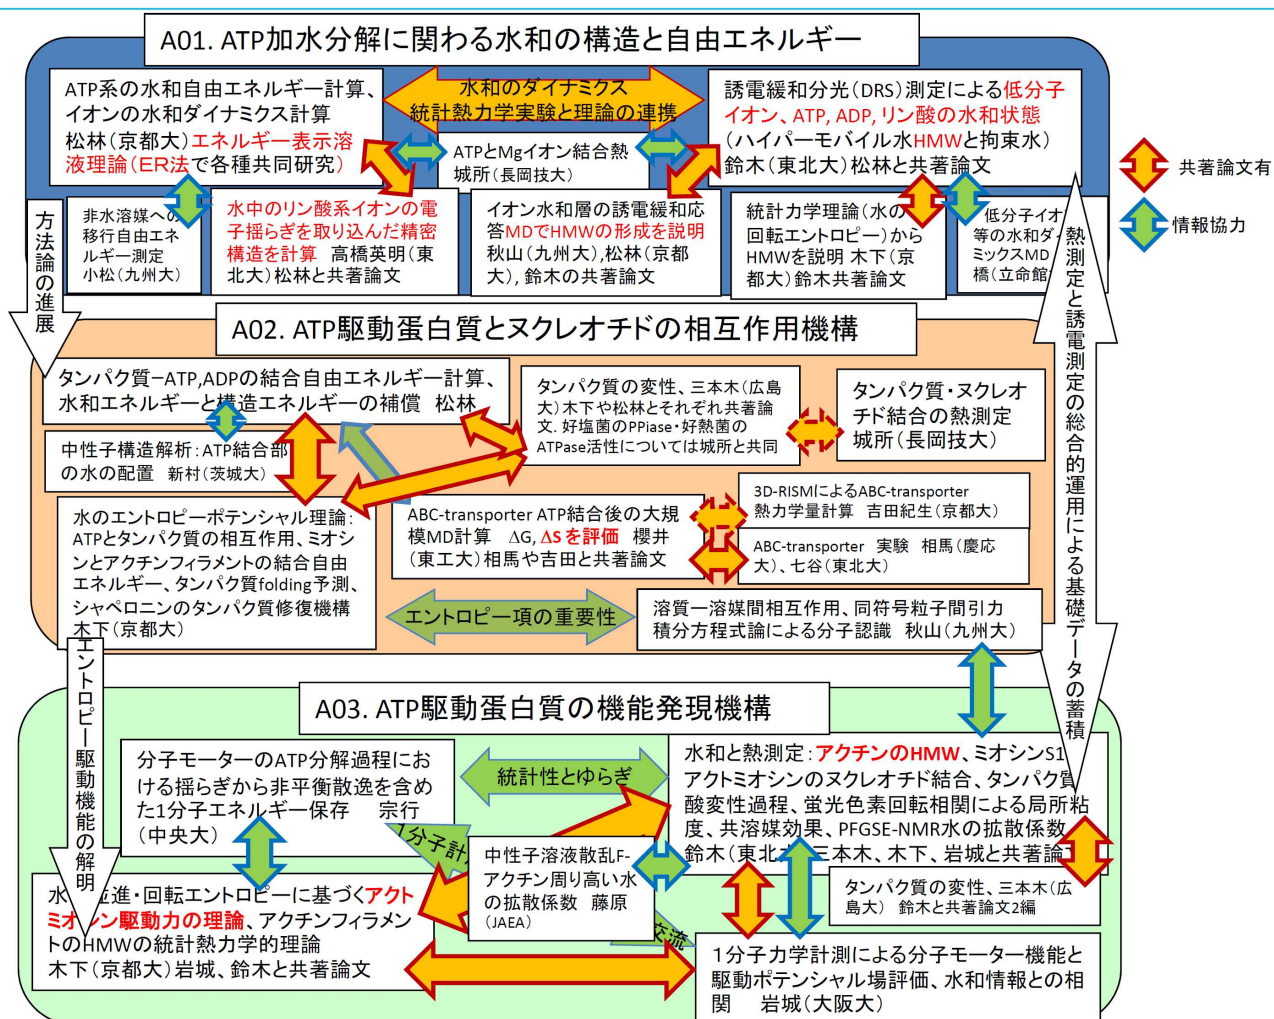 A01. ATP加水分解に関わる水和の構造と自由エネルギー
ATP系の水和自由エネルギー計算、
イオンの水和ダイナミクス計算
松林（京都大）エネルギー表示溶
液理論（ER法で各種共同研究）
水和のダイナミクス
統計熱力学実験と理論の連携
誘電緩和分光（DRS）測定による低分子
イオン、ATP, ADP, リン酸の水和状態
（ハイパーモバイル水HMWと拘束水）
鈴木（東北大）松林と共著論文
ATPとMgイオン結合熱
城所（長岡技大）
共著論文有
情報協力
非水溶媒への
移行自由エネ
ルギー測定
小松（九州大）
水中のリン酸系イオンの電
子揺らぎを取り込んだ精密
構造を計算 高橋英明（東
北大）松林と共著論文
イオン水和層の誘電緩和応
答MDでHMWの形成を説明
秋山（九州大）, 松林（京都
大）, 鈴木の共著論文
統計力学理論（水の
回転エントロピー）から
HMWを説明 木下（京
都大）鈴木共著論文
低分子イオ
等の水和ダイ
ミックスMD
橋（立命館
方法論の進展
熱測定と誘電測定の総合的運用による基礎データの蓄積
A02. ATP駆動蛋白質とヌクレオチドの相互作用機構
タンパク質−ATP,ADPの結合自由エネルギー計算、
水和エネルギーと構造エネルギーの補償 松林
タンパク質の変性、三本木（広島
大）木下や松林とそれぞれ共著論
文. 好塩菌のPPiase・好熱菌の
ATPase活性については城所と共同
タンパク質・ヌクレオ
チド結合の熱測定
城所（長岡技大）
中性子構造解析：ATP結合部
の水の配置 新村（茨城大）
水のエントロピーポテンシャル理論：
ATPとタンパク質の相互作用、ミオシ
ンとアクチンフィラメントの結合自由
エネルギー、タンパク質folding予測、
シャペロニンのタンパク質修復機構
木下（京都大）
ABC-transporter ATP結合後の大規
模MD計算 ΔG, ΔS を評価 櫻井
（東工大）相馬や吉田と共著論文
3D-RISMによるABC-transporter
熱力学量計算 吉田紀生（京都大）
ABC-transporter 実験 相馬（慶応
大）、七谷（東北大）
エントロピー項の重要性
溶質－溶媒間相互作用、同符号粒子間引力
積分方程式論による分子認識 秋山（九州大）
エントロピー駆動機能の解明
A03. ATP駆動蛋白質の機能発現機構
分子モーターのATP分解過程にお
ける揺らぎから非平衡散逸を含め
た1分子エネルギー保存 宗行
（中央大）
統計性とゆらぎ
水和と熱測定：アクチンのHMW、ミオシンS1
アクトミオシンのヌクレオチド結合、タンパク質
酸変性過程、蛍光色素回転相関による局所粘
度、共溶媒効果、PFGSE-NMR水の拡散係数
鈴木（東北大 三本木、木下、岩城と共著論文
1分子計
交流
中性子溶液散乱F-
アクチン周り高い水
の拡散係数 藤原
（JAEA）
タンパク質の変性、三本木（広
島大） 鈴木と共著論文2編
水 並進・回転エントロピーに基づくアクト
ミオシン駆動力の理論、アクチンフィラメン
トのHMWの統計熱力学的理論
木下（京都大）岩城、鈴木と共著論文
1分子力学計測による分子モーター機能と
駆動ポテンシャル場評価、水和情報との相
関 岩城（大阪大）